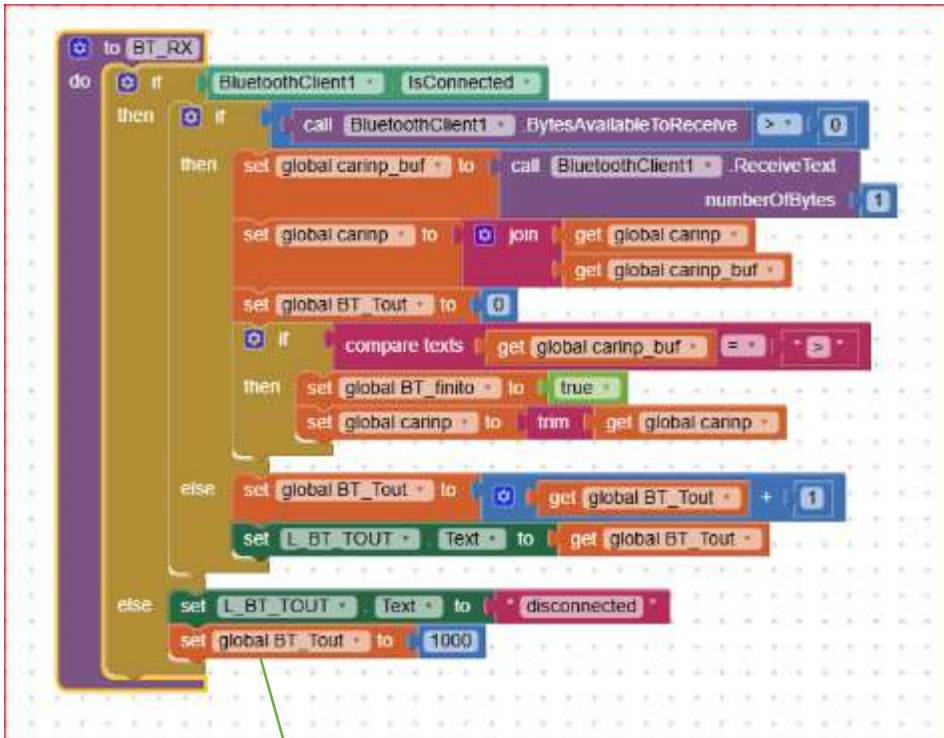 to BT_RX
do if BluetoothClient1 . IsConnected
then if call BluetoothClient1 .BytesAvailableToReceive > 0
then set global carinp_buf to call BluetoothClient1 .ReceiveText
numberOfBytes 1
set global carinp to join get global carinp
get global carinp_buf
set global BT_Tout to 0
if compare texts get global carinp_buf = " > "
then set global BT_finito to true
set global carinp to trim get global carinp
else set global BT_Tout to get global BT_Tout + 1
set L_BT_TOUT . Text to get global BT_Tout
else set L_BT_TOUT . Text to " disconnected "
set global BT_Tout to 1000